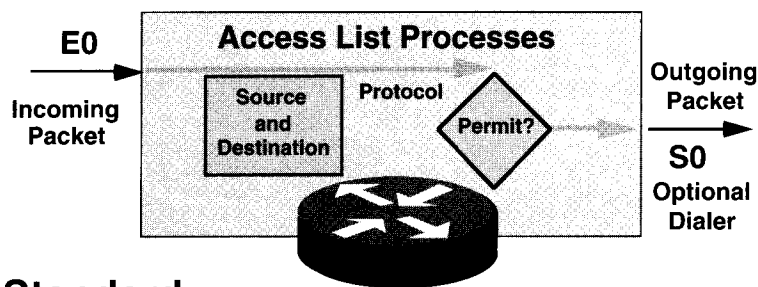 Access List Processes
E0
Incoming
Packet
Source
and
Destination
Protocol
Permit?
Outgoing
Packet
S0
Optional
Dialer
Standard